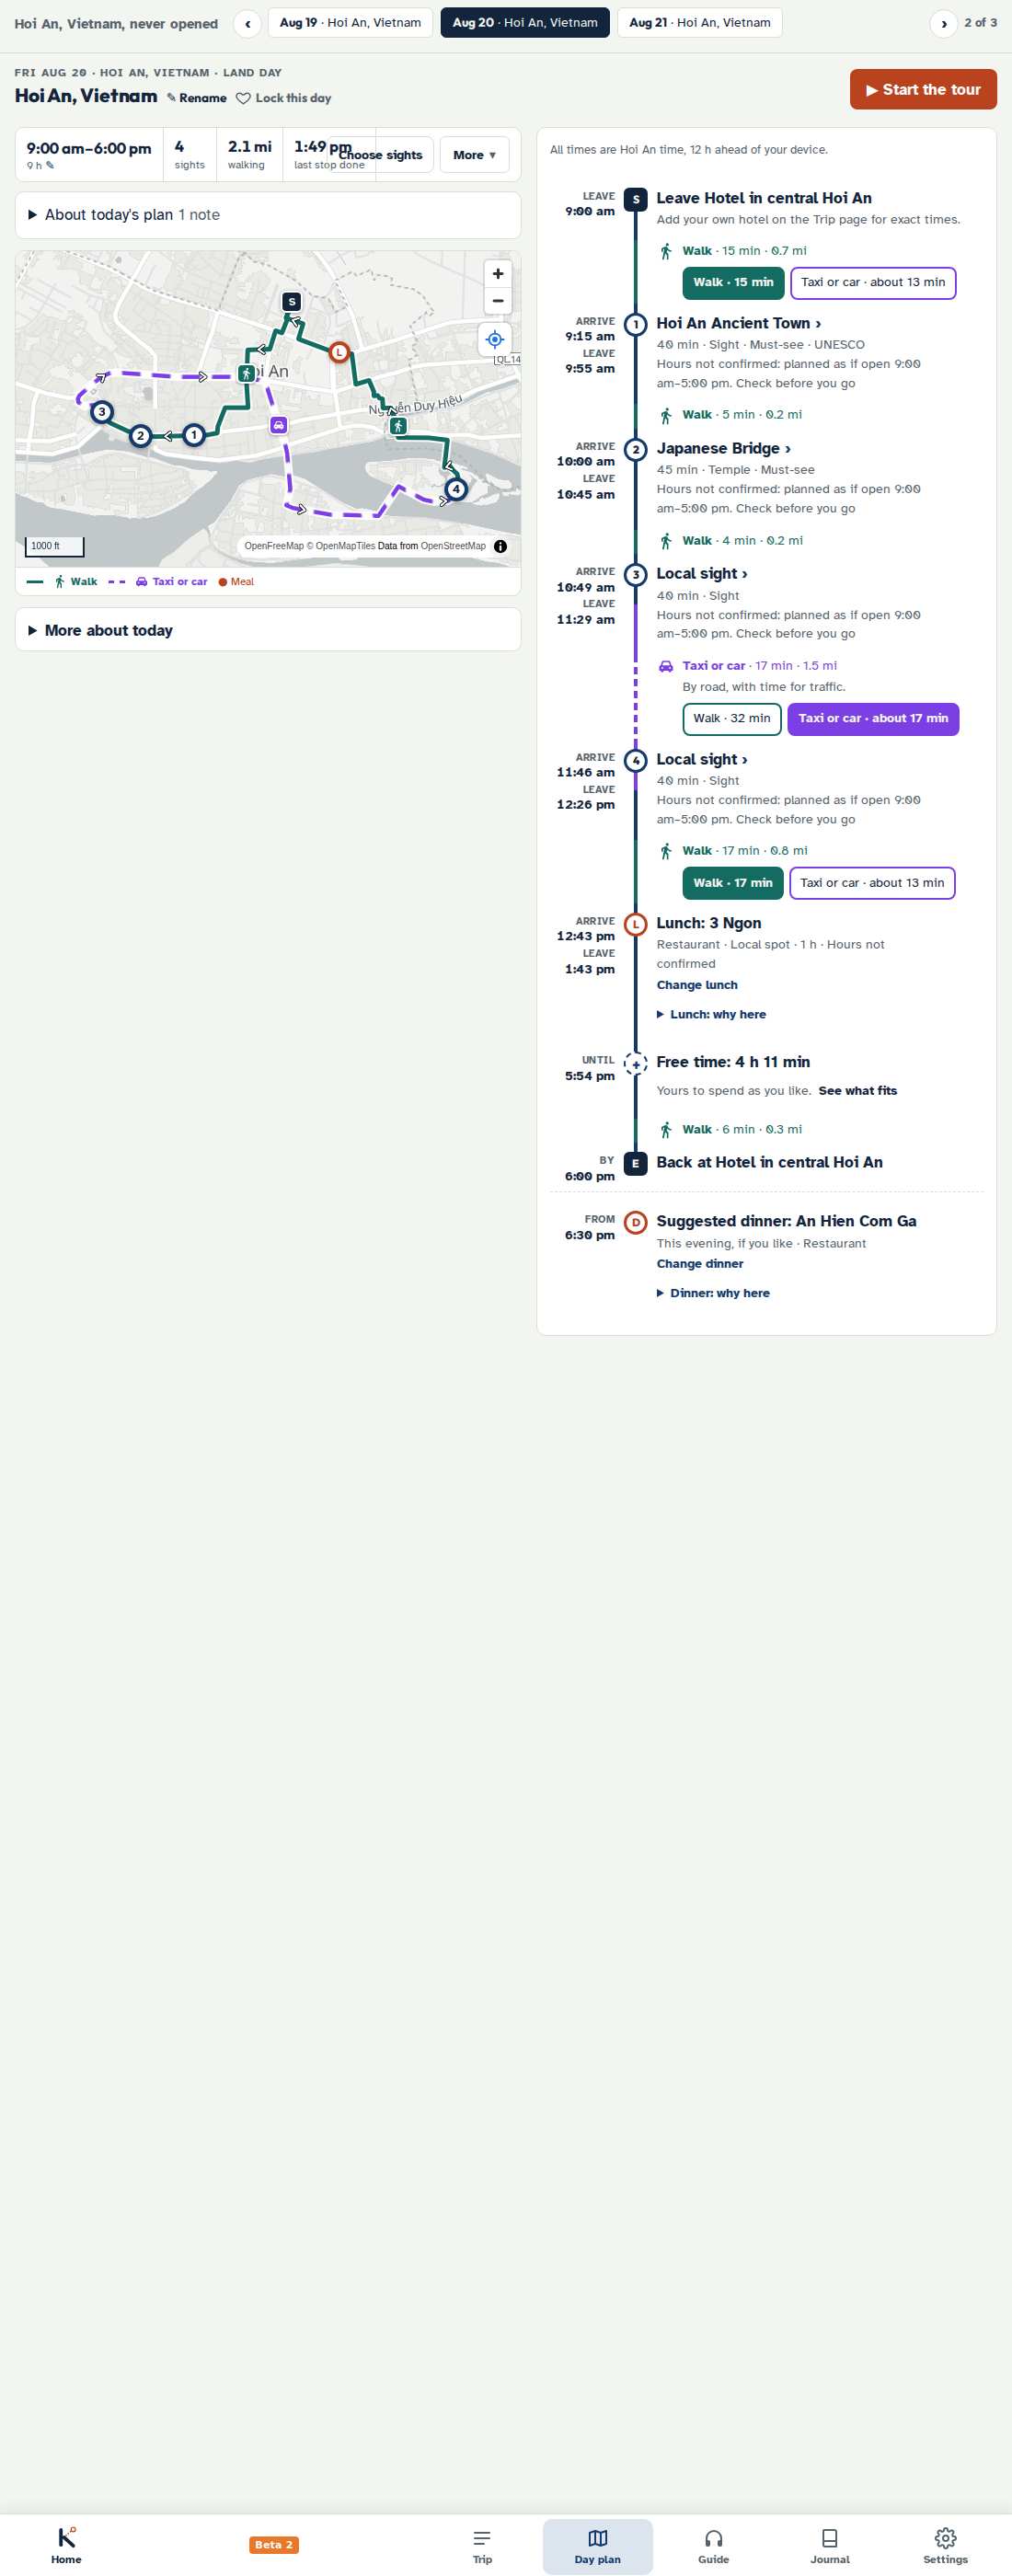 Hoi An, Vietnam, never opened
‹
Aug 19 · Hoi An, Vietnam
Aug 20 · Hoi An, Vietnam
Aug 21 · Hoi An, Vietnam
›
2 of 3
FRI AUG 20 · HOI AN, VIETNAM · LAND DAY
Hoi An, Vietnam ✎ Rename Lock this day
▶ Start the tour
9:00 am–6:00 pm
9 h ✎
4
sights
2.1 mi
walking
1:49 pm
last stop done
Choose sights
More ▼
▶ About today's plan 1 note
S
L
QL14
Nguyễn Duy Hiệu
3
2
1
4
+
−
1000 ft
OpenFreeMap © OpenMapTiles Data from OpenStreetMap
Walk
Taxi or car
Meal
▶ More about today
All times are Hoi An time, 12 h ahead of your device.
LEAVE
9:00 am
S
Leave Hotel in central Hoi An
Add your own hotel on the Trip page for exact times.
Walk · 15 min · 0.7 mi
Walk · 15 min
Taxi or car · about 13 min
ARRIVE
9:15 am
LEAVE
9:55 am
1
Hoi An Ancient Town ›
40 min · Sight · Must-see · UNESCO
Hours not confirmed: planned as if open 9:00
am–5:00 pm. Check before you go
Walk · 5 min · 0.2 mi
ARRIVE
10:00 am
LEAVE
10:45 am
2
Japanese Bridge ›
45 min · Temple · Must-see
Hours not confirmed: planned as if open 9:00
am–5:00 pm. Check before you go
Walk · 4 min · 0.2 mi
ARRIVE
10:49 am
LEAVE
11:29 am
3
Local sight ›
40 min · Sight
Hours not confirmed: planned as if open 9:00
am–5:00 pm. Check before you go
Taxi or car · 17 min · 1.5 mi
By road, with time for traffic.
Walk · 32 min
Taxi or car · about 17 min
ARRIVE
11:46 am
LEAVE
12:26 pm
4
Local sight ›
40 min · Sight
Hours not confirmed: planned as if open 9:00
am–5:00 pm. Check before you go
Walk · 17 min · 0.8 mi
Walk · 17 min
Taxi or car · about 13 min
ARRIVE
12:43 pm
LEAVE
1:43 pm
L
Lunch: 3 Ngon
Restaurant · Local spot · 1 h · Hours not
confirmed
Change lunch
▶ Lunch: why here
UNTIL
5:54 pm
+
Free time: 4 h 11 min
Yours to spend as you like. See what fits
Walk · 6 min · 0.3 mi
BY
6:00 pm
E
Back at Hotel in central Hoi An
FROM
6:30 pm
D
Suggested dinner: An Hien Com Ga
This evening, if you like · Restaurant
Change dinner
▶ Dinner: why here
Home
Beta 2
Trip
Day plan
Guide
Journal
Settings